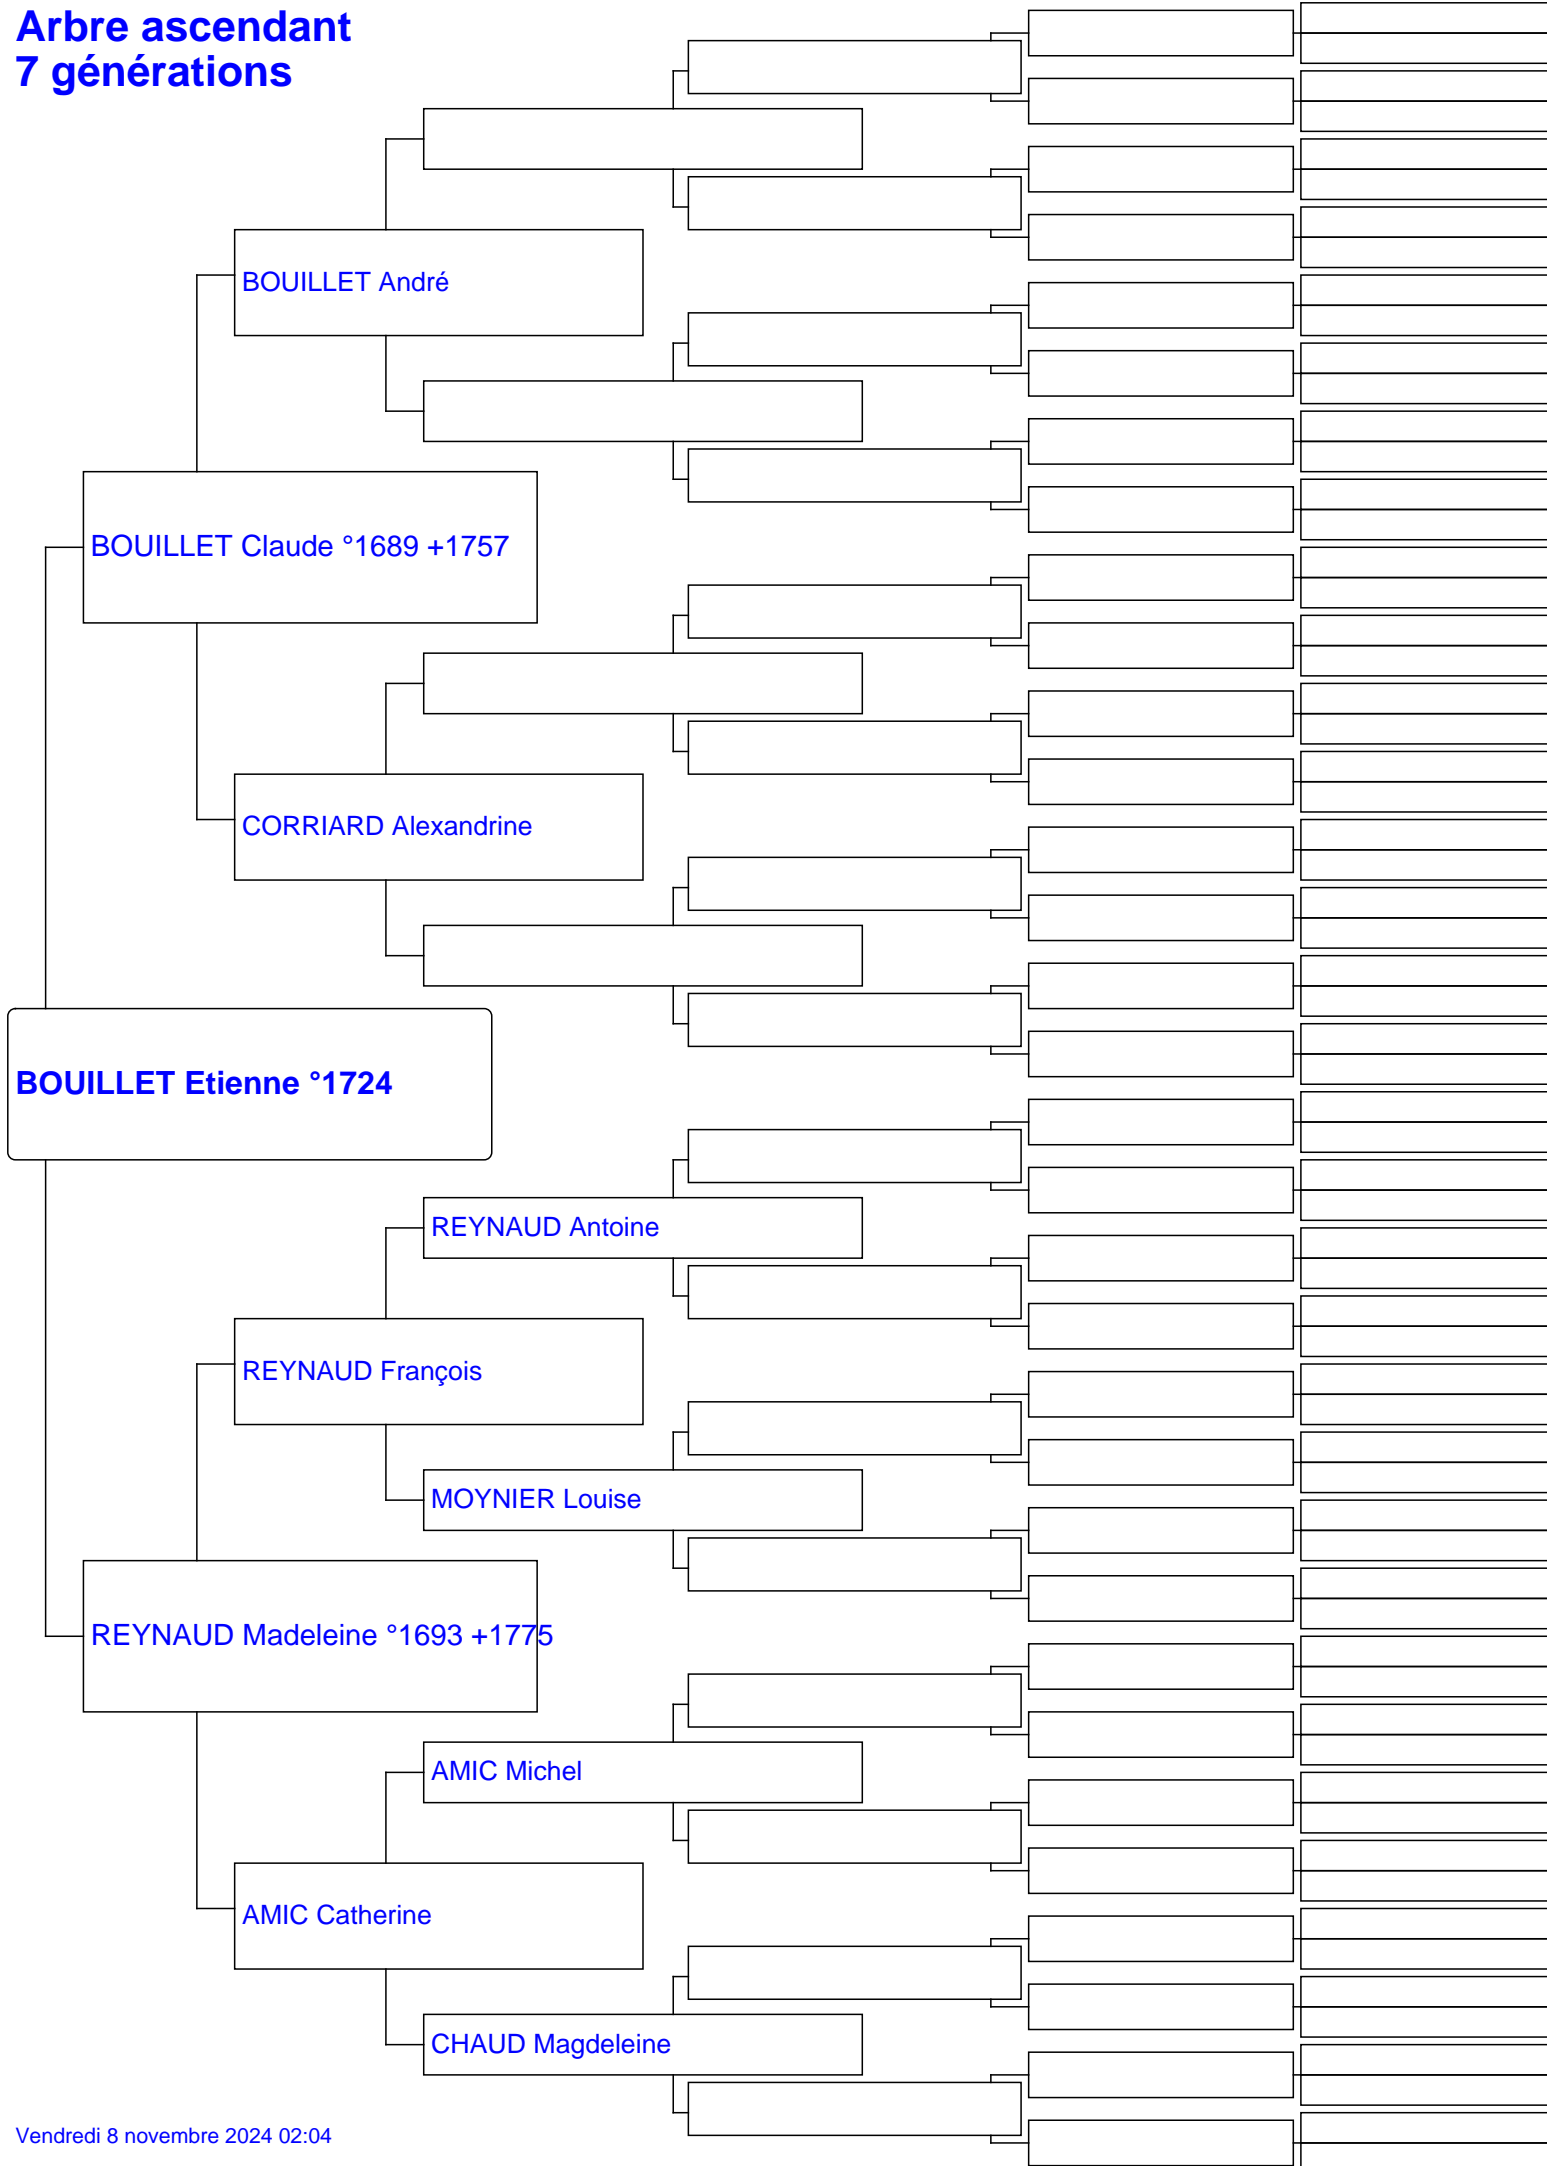 Arbre ascendant
7 générations
BOUILLET André
BOUILLET Claude °1689 +1757
CORRIARD Alexandrine
BOUILLET Etienne °1724
REYNAUD Antoine
REYNAUD François
MOYNIER Louise
REYNAUD Madeleine °1693 +1775
AMIC Michel
AMIC Catherine
CHAUD Magdeleine
Vendredi 8 novembre 2024 02:04